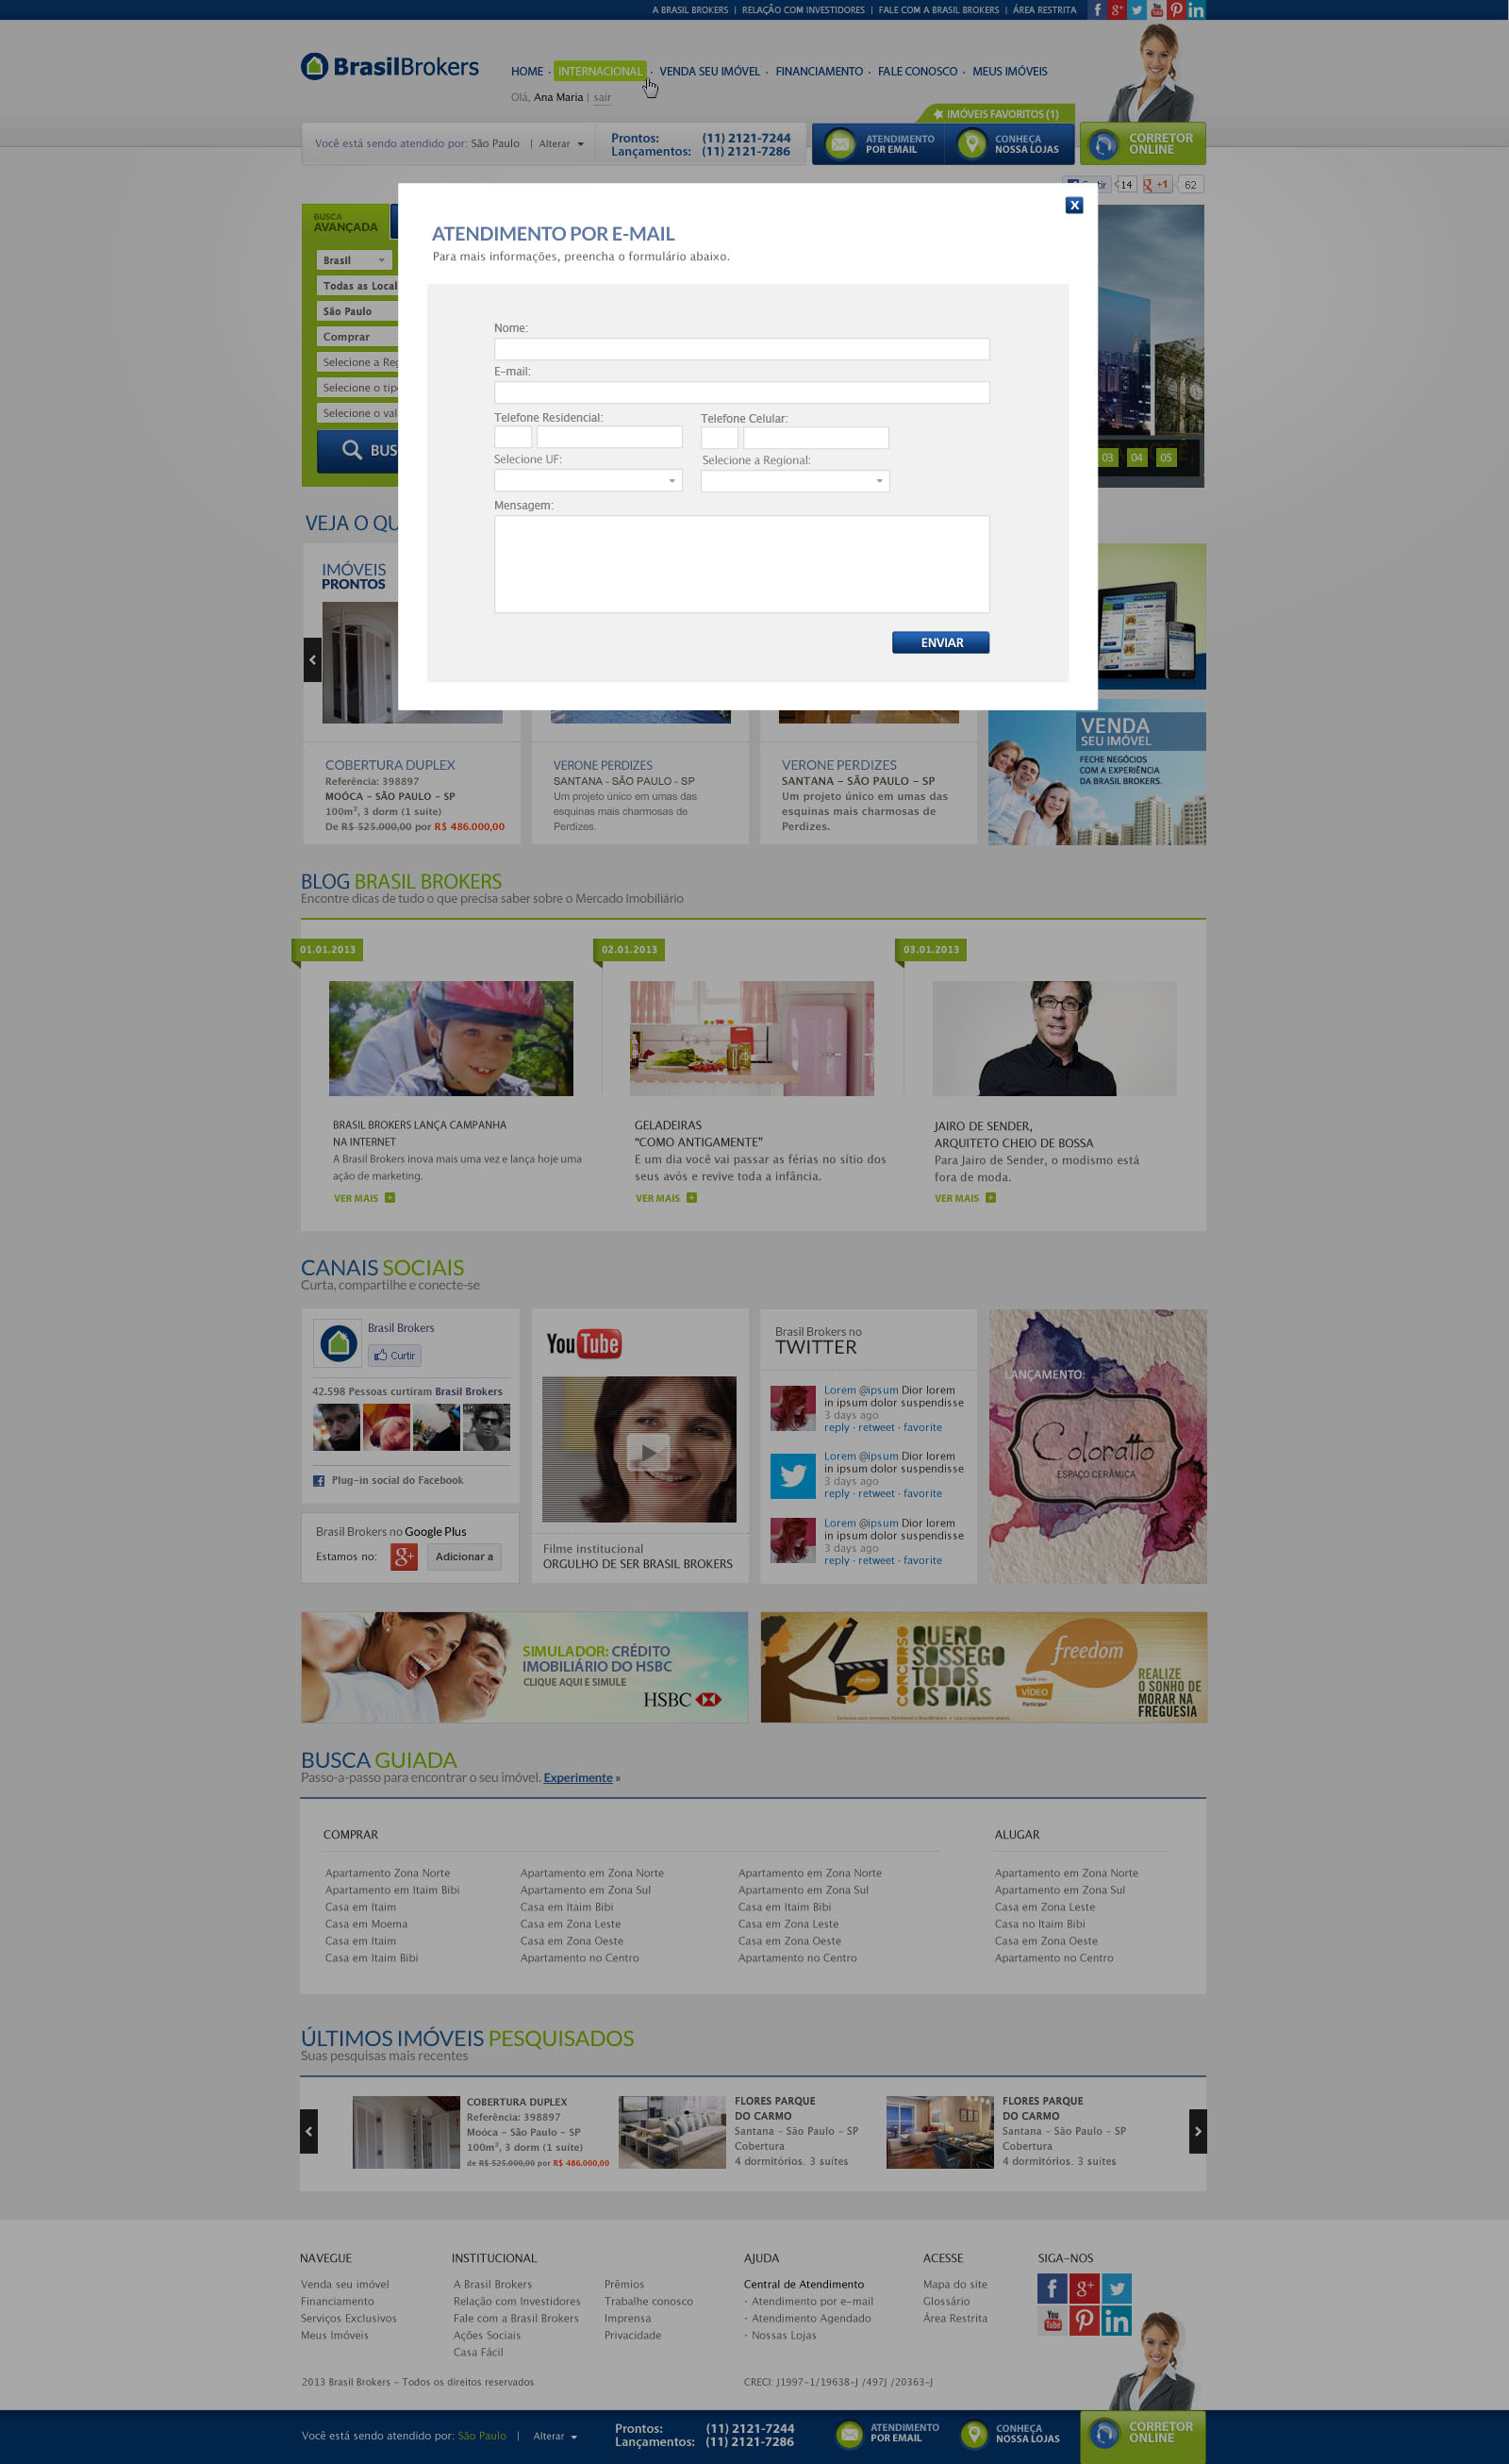 A BRASIL BROKERS | RELAÇÃO COM INVESTIDORES | FALE COM A BRASIL BROKERS | ÁREA RESTRITA
BrasilBrokers
HOME · INTERNACIONAL · VENDA SEU IMÓVEL · FINANCIAMENTO · FALE CONOSCO · MEUS IMÓVEIS
Olá, Ana Maria | sair
IMÓVEIS FAVORITOS (1)
Você está sendo atendido por: São Paulo | Alterar
Prontos: (11) 2121-7244
Lançamentos: (11) 2121-7286
ATENDIMENTO
POR EMAIL
CONHEÇA
NOSSA LOJAS
CORRETOR
ONLINE
14
+1
62
BUSCA
AVANÇADA
Brasil
Todas as Local
São Paulo
Comprar
Selecione a Reg
Selecione o tip
Selecione o val
BUS
X
ATENDIMENTO POR E-MAIL
Para mais informações, preencha o formulário abaixo.
Nome:
E-mail:
Telefone Residencial:
Telefone Celular:
Selecione UF:
Selecione a Regional:
Mensagem:
ENVIAR
03 04 05
VEJA O QU
IMÓVEIS
PRONTOS
COBERTURA DUPLEX
Referência: 398897
MOÓCA - SÃO PAULO - SP
100m², 3 dorm (1 suíte)
De R$ 525.000,00 por R$ 486.000,00
VERONE PERDIZES
SANTANA - SÃO PAULO - SP
Um projeto único em umas das
esquinas mais charmosas de
Perdizes.
VERONE PERDIZES
SANTANA - SÃO PAULO - SP
Um projeto único em umas das
esquinas mais charmosas de
Perdizes.
VENDA
SEU IMÓVEL
FECHE NEGÓCIOS
COM A EXPERIÊNCIA
DA BRASIL BROKERS.
BLOG BRASIL BROKERS
Encontre dicas de tudo o que precisa saber sobre o Mercado Imobiliário
01.01.2013
02.01.2013
03.01.2013
BRASIL BROKERS LANÇA CAMPANHA
NA INTERNET
A Brasil Brokers inova mais uma vez e lança hoje uma
ação de marketing.
VER MAIS
GELADEIRAS
“COMO ANTIGAMENTE”
E um dia você vai passar as férias no sítio dos
seus avós e revive toda a infância.
VER MAIS
JAIRO DE SENDER,
ARQUITETO CHEIO DE BOSSA
Para Jairo de Sender, o modismo está
fora de moda.
VER MAIS
CANAIS SOCIAIS
Curta, compartilhe e conecte-se
Brasil Brokers
Curtir
42.598 Pessoas curtiram Brasil Brokers
Plug-in social do Facebook
Brasil Brokers no Google Plus
Estamos no:
Adicionar a
YouTube
Filme institucional
ORGULHO DE SER BRASIL BROKERS
Brasil Brokers no
TWITTER
Lorem @ipsum Dior lorem
in ipsum dolor suspendisse
3 days ago
reply · retweet · favorite
Lorem @ipsum Dior lorem
in ipsum dolor suspendisse
3 days ago
reply · retweet · favorite
Lorem @ipsum Dior lorem
in ipsum dolor suspendisse
3 days ago
reply · retweet · favorite
LANÇAMENTO:
Coloratto
ESPAÇO CERÂMICA
SIMULADOR: CRÉDITO
IMOBILIÁRIO DO HSBC
CLIQUE AQUI E SIMULE
HSBC
CONCURSO
QUERO
SOSSEGO
TODOS
OS DIAS
freedom
VÍDEO
Participe!
REALIZE
O SONHO DE
MORAR NA
FREGUESIA
BUSCA GUIADA
Passo-a-passo para encontrar o seu imóvel. Experimente »
COMPRAR
Apartamento Zona Norte
Apartamento em Itaim Bibi
Casa em Itaim
Casa em Moema
Casa em Itaim
Casa em Itaim Bibi
Apartamento em Zona Norte
Apartamento em Zona Sul
Casa em Itaim Bibi
Casa em Zona Leste
Casa em Zona Oeste
Apartamento no Centro
Apartamento em Zona Norte
Apartamento em Zona Sul
Casa em Itaim Bibi
Casa em Zona Leste
Casa em Zona Oeste
Apartamento no Centro
ALUGAR
Apartamento em Zona Norte
Apartamento em Zona Sul
Casa em Zona Leste
Casa no Itaim Bibi
Casa em Zona Oeste
Apartamento no Centro
ÚLTIMOS IMÓVEIS PESQUISADOS
Suas pesquisas mais recentes
COBERTURA DUPLEX
Referência: 398897
Moóca - São Paulo - SP
100m², 3 dorm (1 suíte)
de R$ 525.000,00 por R$ 486.000,00
FLORES PARQUE
DO CARMO
Santana - São Paulo - SP
Cobertura
4 dormitórios. 3 suítes
FLORES PARQUE
DO CARMO
Santana - São Paulo - SP
Cobertura
4 dormitórios. 3 suítes
NAVEGUE
Venda seu imóvel
Financiamento
Serviços Exclusivos
Meus Imóveis
INSTITUCIONAL
A Brasil Brokers
Relação com Investidores
Fale com a Brasil Brokers
Ações Sociais
Casa Fácil
Prêmios
Trabalhe conosco
Imprensa
Privacidade
AJUDA
Central de Atendimento
· Atendimento por e-mail
· Atendimento Agendado
· Nossas Lojas
ACESSE
Mapa do site
Glossário
Área Restrita
SIGA-NOS
2013 Brasil Brokers - Todos os direitos reservados
CRECI: J1997-1/19638-J /497J /20363-J
Você está sendo atendido por: São Paulo | Alterar
Prontos: (11) 2121-7244
Lançamentos: (11) 2121-7286
ATENDIMENTO
POR EMAIL
CONHEÇA
NOSSA LOJAS
CORRETOR
ONLINE